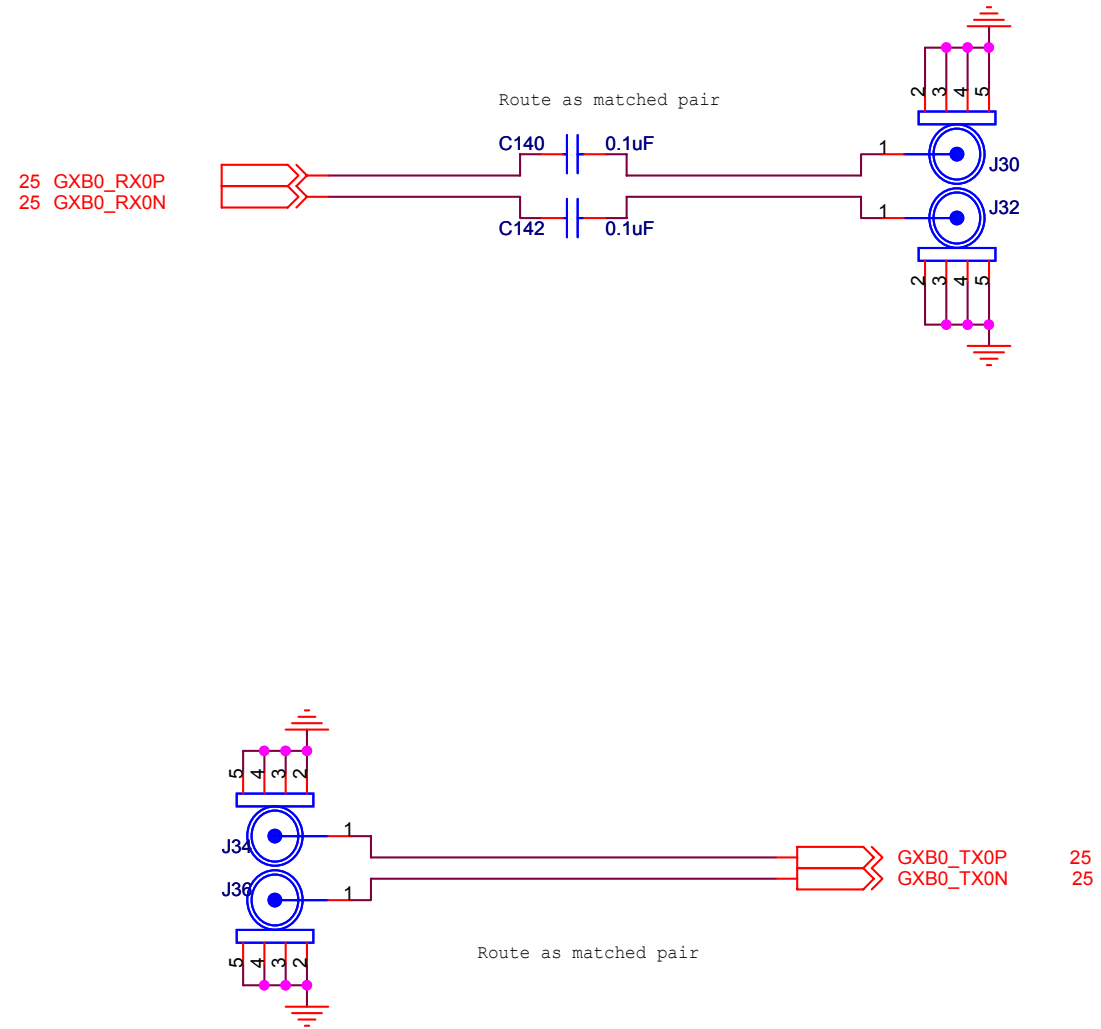 2 3 4 5
Route as matched pair
C140 0.1uF
1
J30
25 GXB0_RX0P
25 GXB0_RX0N
1
J32
C142 0.1uF
2 3 4 5
5 4 3 2
1
J34
GXB0_TX0P 25
GXB0_TX0N 25
J36
1
Route as matched pair
5 4 3 2